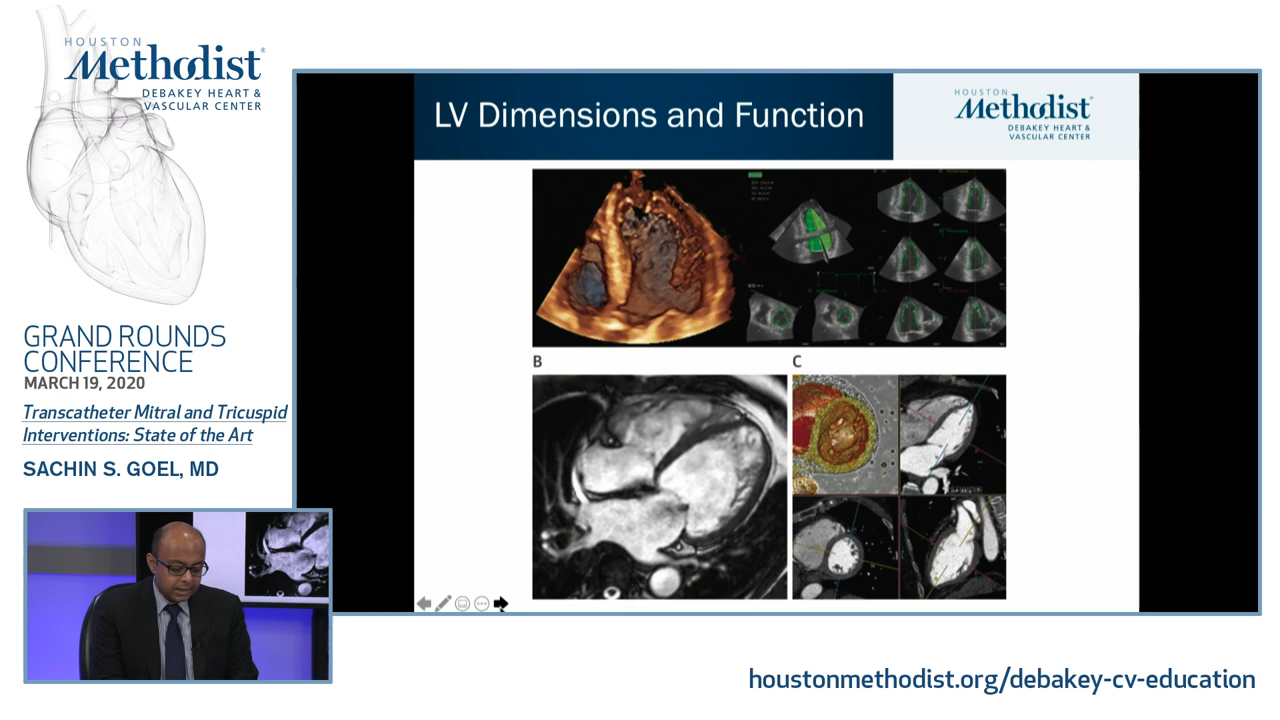 HOUSTON
Methodist®
DEBAKEY HEART &
VASCULAR CENTER
GRAND ROUNDS
CONFERENCE
MARCH 19, 2020
Transcatheter Mitral and Tricuspid
Interventions: State of the Art
SACHIN S. GOEL, MD
LV Dimensions and Function
HOUSTON
Methodist®
DEBAKEY HEART &
VASCULAR CENTER
B
C
houstonmethodist.org/debakey-cv-education